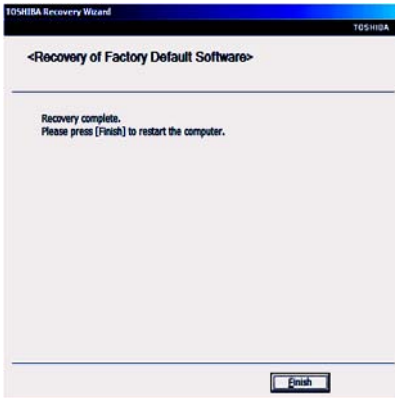 TOSHIBA Recovery Wizard
TOSHIBA
<Recovery of Factory Default Software>
Recovery complete.
Please press [Finish] to restart the computer.
Finish